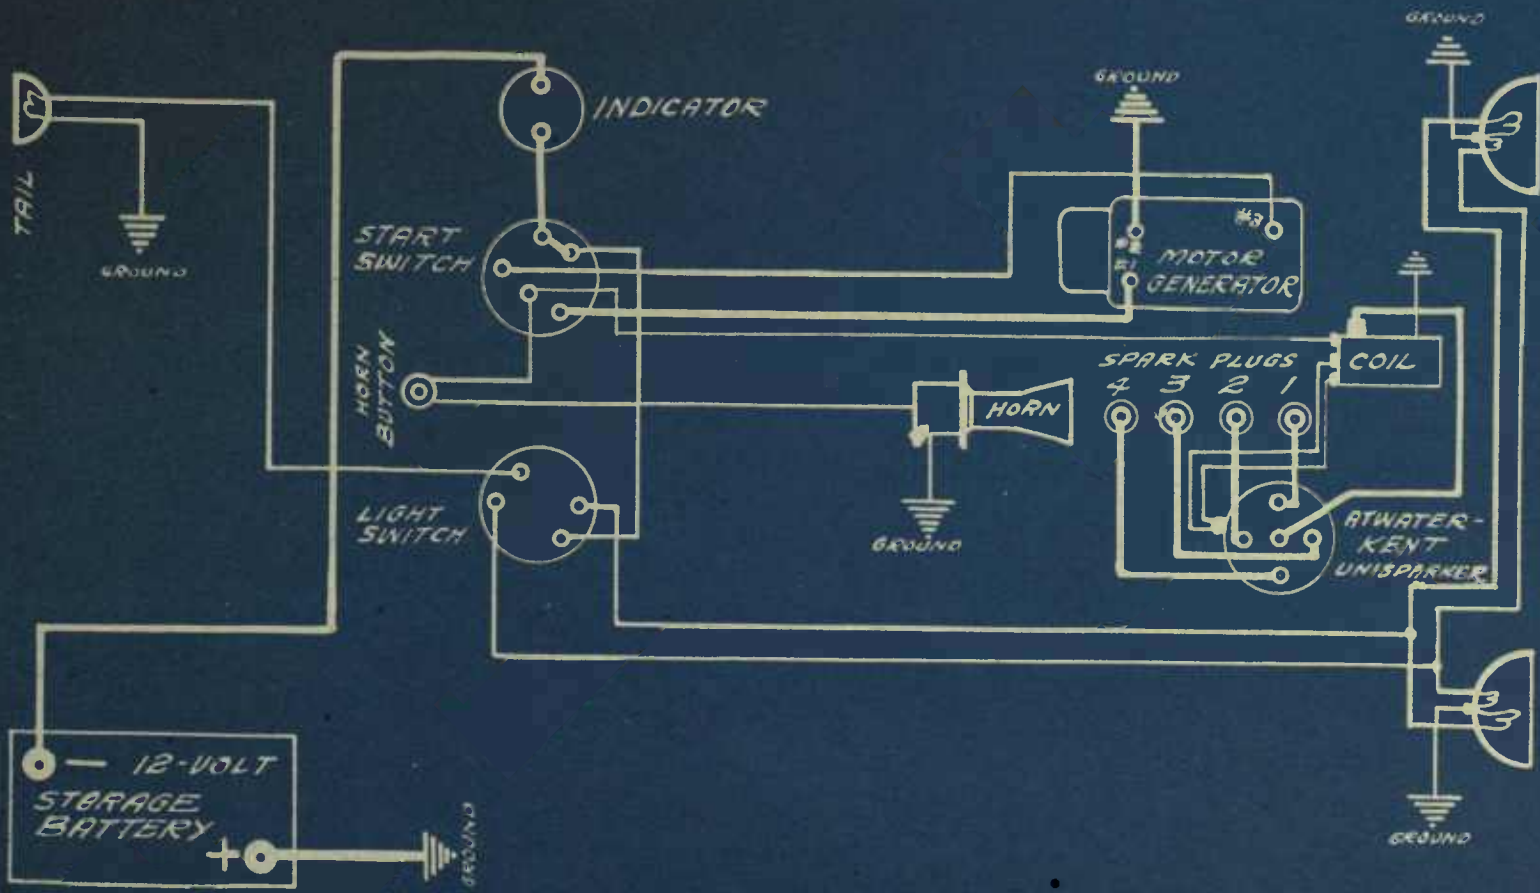 GROUND
GROUND
INDICATOR
TAIL
GROUND
START
SWITCH
#3
#2
#1
MOTOR
GENERATOR
HORN
BUTTON
HORN
SPARK PLUGS
4 3 2 1
COIL
LIGHT
SWITCH
GROUND
ATWATER-
KENT
UNISPARKER
— 12-VOLT
STORAGE
BATTERY
+
GROUND
GROUND